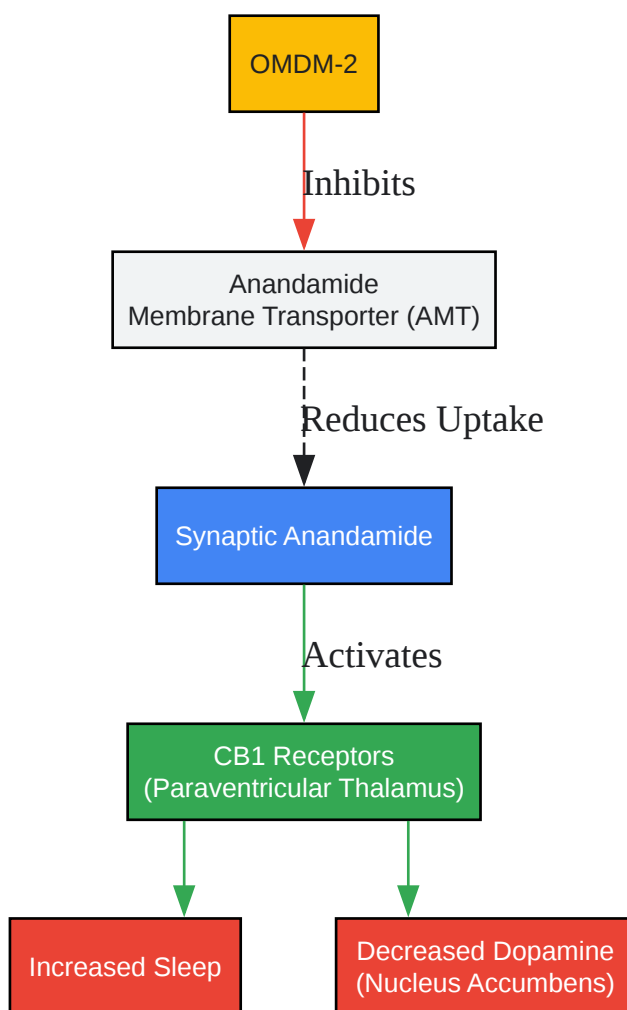 OMDM-2
Inhibits
Anandamide
Membrane Transporter (AMT)
Reduces Uptake
Synaptic Anandamide
Activates
CB1 Receptors
(Paraventricular Thalamus)
Increased Sleep
Decreased Dopamine
(Nucleus Accumbens)